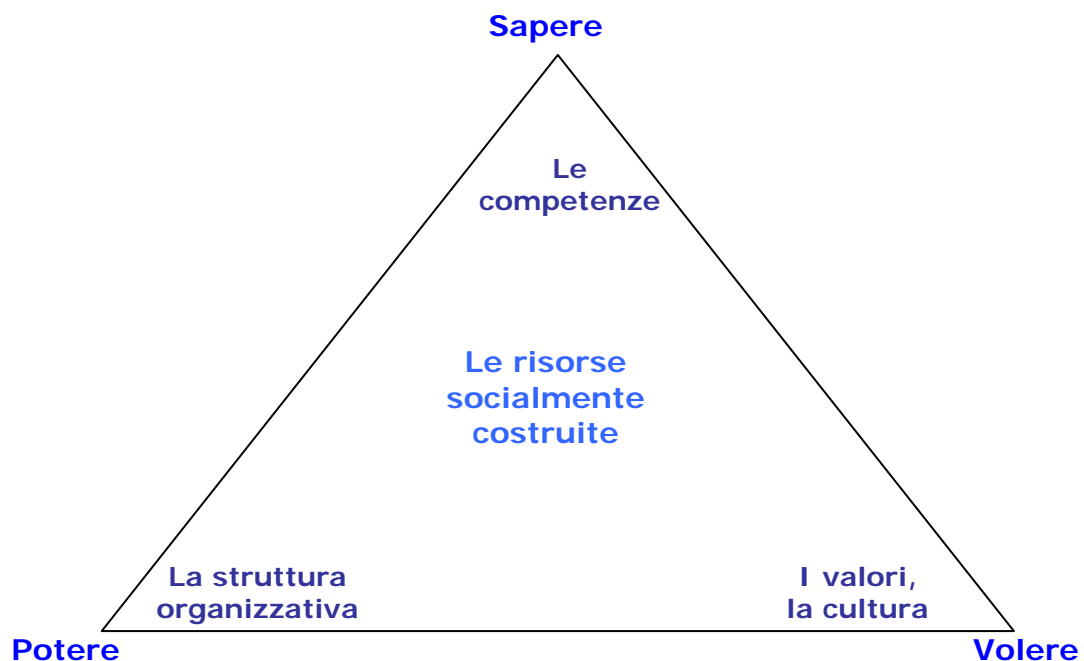 Sapere
Le
competenze
Le risorse
socialmente
costruite
La struttura
organizzativa
I valori,
la cultura
Potere
Volere